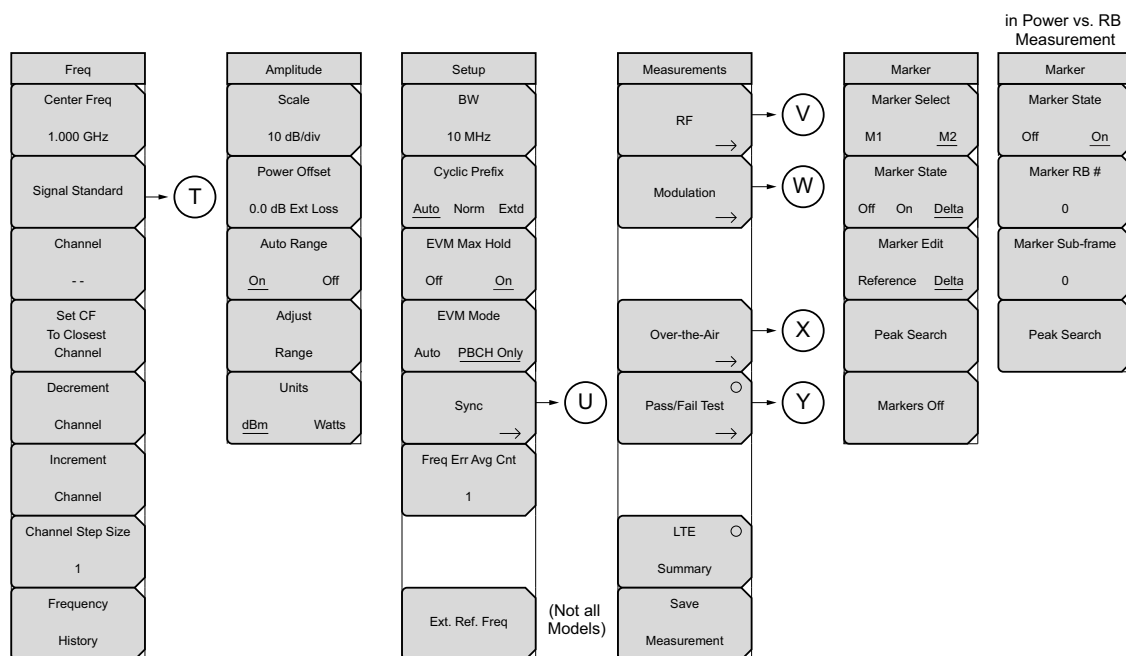 in Power vs. RB
Measurement
Freq
Center Freq
1.000 GHz
Signal Standard
T
Channel
- -
Set CF
To Closest
Channel
Decrement
Channel
Increment
Channel
Channel Step Size
1
Frequency
History
Amplitude
Scale
10 dB/div
Power Offset
0.0 dB Ext Loss
Auto Range
On Off
Adjust
Range
Units
dBm Watts
Setup
BW
10 MHz
Cyclic Prefix
Auto Norm Extd
EVM Max Hold
Off On
EVM Mode
Auto PBCH Only
Sync
U
Freq Err Avg Cnt
1
Ext. Ref. Freq
(Not all
Models)
Measurements
RF
V
Modulation
W
Over-the-Air
X
Pass/Fail Test
Y
LTE
Summary
Save
Measurement
Marker
Marker Select
M1 M2
Marker State
Off On Delta
Marker Edit
Reference Delta
Peak Search
Markers Off
Marker
Marker State
Off On
Marker RB #
0
Marker Sub-frame
0
Peak Search